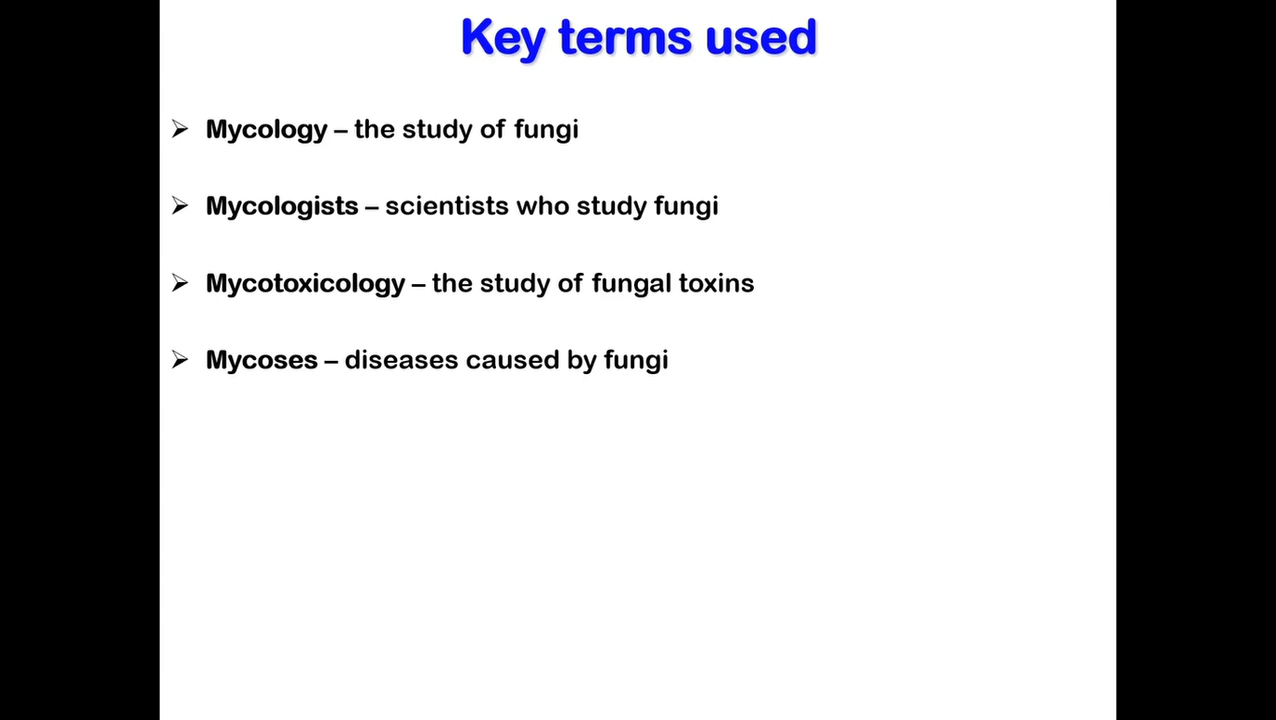 Key terms used
➢ Mycology – the study of fungi
➢ Mycologists – scientists who study fungi
➢ Mycotoxicology – the study of fungal toxins
➢ Mycoses – diseases caused by fungi